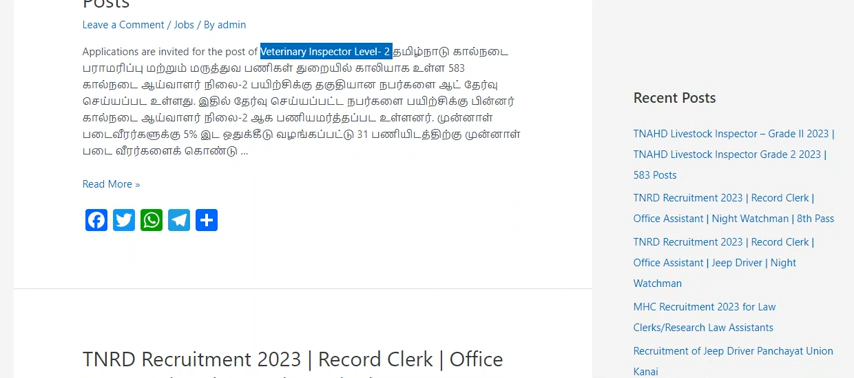 Posts
Leave a Comment / Jobs / By admin
Applications are invited for the post of Veterinary Inspector Level- 2 தமிழ்நாடு கால்நடை
பராமரிப்பு மற்றும் மருத்துவ பணிகள் துறையில் காலியாக உள்ள 583
கால்நடை ஆய்வாளர் நிலை-2 பயிற்சிக்கு தகுதியான நபர்களை ஆட் தேர்வு
செய்யப்பட உள்ளது. இதில் தேர்வு செய்யப்பட்ட நபர்களை பயிற்சிக்கு பின்னர்
கால்நடை ஆய்வாளர் நிலை-2 ஆக பணியமர்த்தப்பட உள்ளனர். முன்னாள்
படைவீரர்களுக்கு 5% இட ஒதுக்கீடு வழங்கப்பட்டு 31 பணியிடத்திற்கு முன்னாள்
படை வீரர்களைக் கொண்டு ...
Read More »
TNRD Recruitment 2023 | Record Clerk | Office
Recent Posts
TNAHD Livestock Inspector – Grade II 2023 |
TNAHD Livestock Inspector Grade 2 2023 |
583 Posts
TNRD Recruitment 2023 | Record Clerk |
Office Assistant | Night Watchman | 8th Pass
TNRD Recruitment 2023 | Record Clerk |
Office Assistant | Jeep Driver | Night
Watchman
MHC Recruitment 2023 for Law
Clerks/Research Law Assistants
Recruitment of Jeep Driver Panchayat Union
Kanai